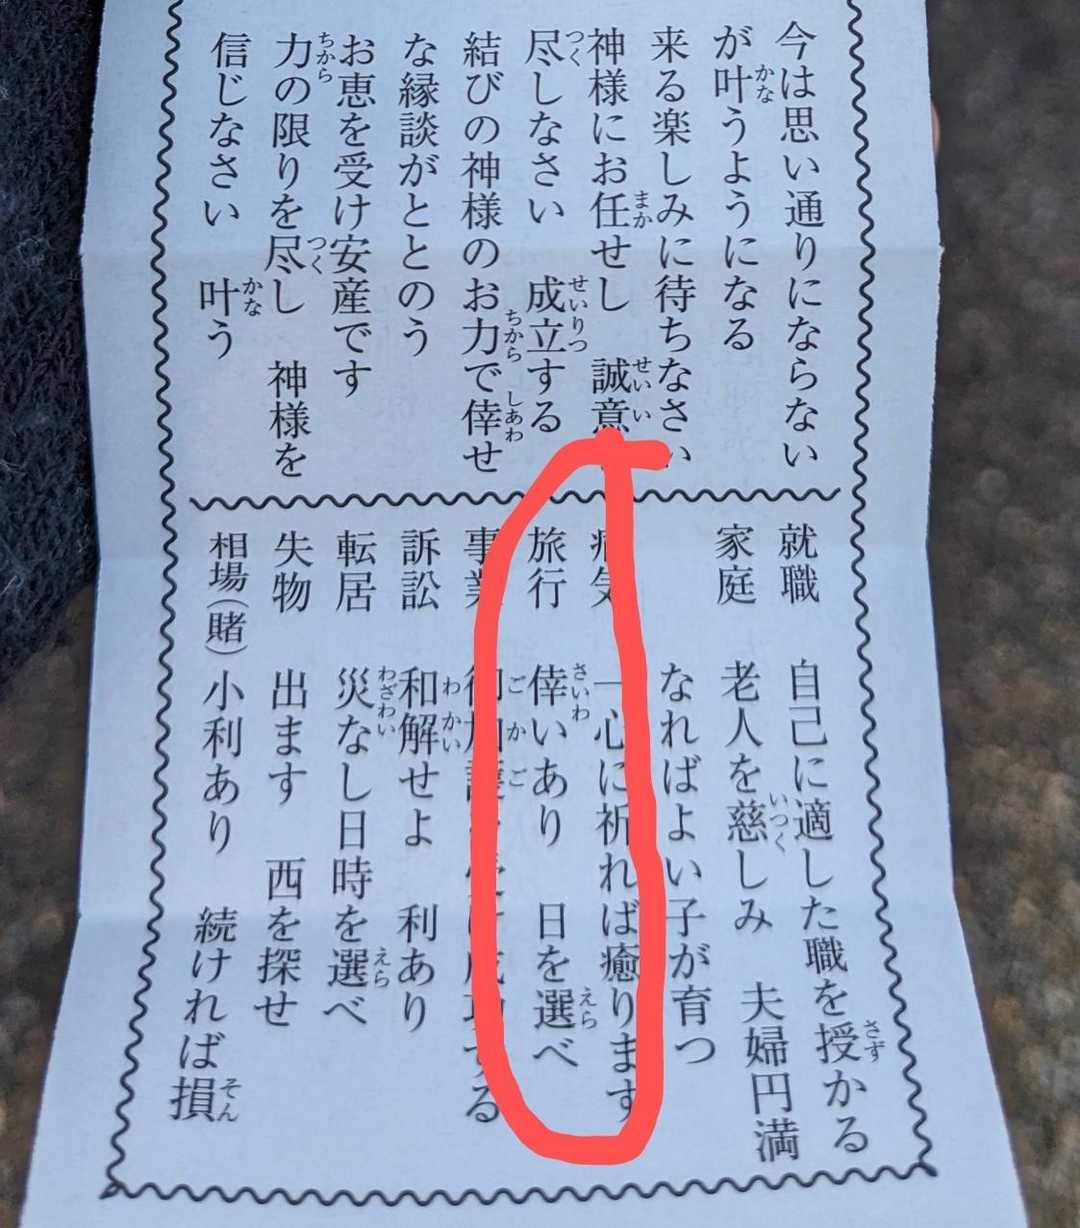 今は思い通りにならない
が叶うようになる
来る楽しみに待ちなさい
神様にお任せし 誠意
尽しなさい 成立する
結びの神様のお力で倖せ
な縁談がととのう
お恵を受け安産です
力の限りを尽し 神様を
信じなさい 叶う
就職 自己に適した職を授かる
家庭 老人を慈しみ 夫婦円満
なればよい子が育つ
病気 一心に祈れば癒ります
旅行 倖いあり 日を選べ
事業 御加護を受け成功する
訴訟 和解せよ 利あり
転居 災なし日時を選べ
失物 出ます 西を探せ
相場(賭) 小利あり 続ければ損